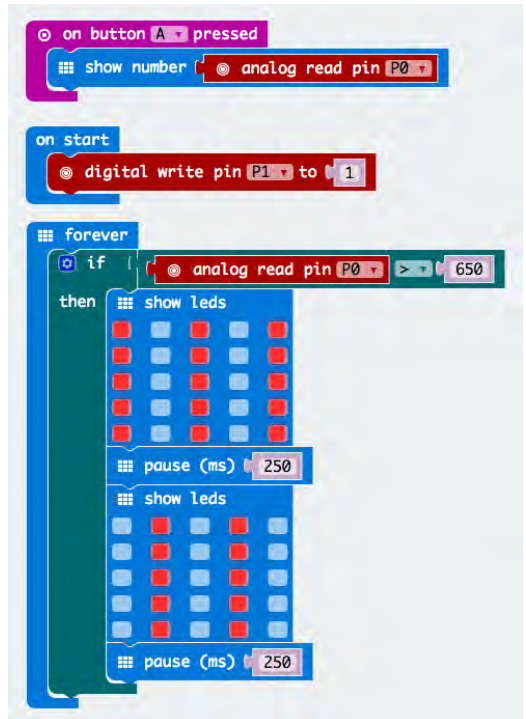 on button A pressed
show number analog read pin P0
on start
digital write pin P1 to 1
forever
if analog read pin P0 > 650
then show leds
pause (ms) 250
show leds
pause (ms) 250